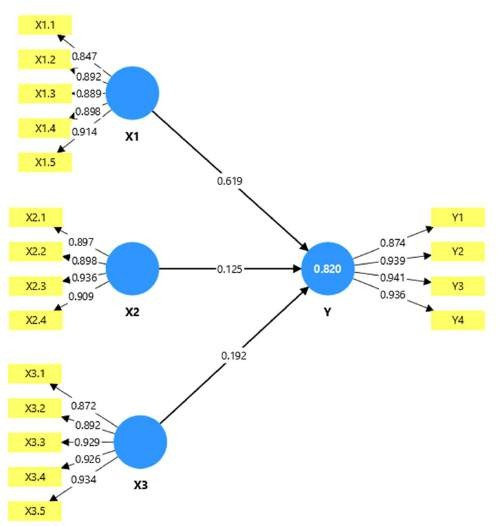 X1.1
X1.2
X1.3
X1.4
X1.5
0.847
0.892
0.889
0.898
0.914
X1
0.619
X2.1
X2.2
X2.3
X2.4
0.897
0.898
0.936
0.909
X2
0.125
0.820
Y
0.874
0.939
0.941
0.936
Y1
Y2
Y3
Y4
0.192
X3.1
X3.2
X3.3
X3.4
X3.5
0.872
0.892
0.929
0.926
0.934
X3